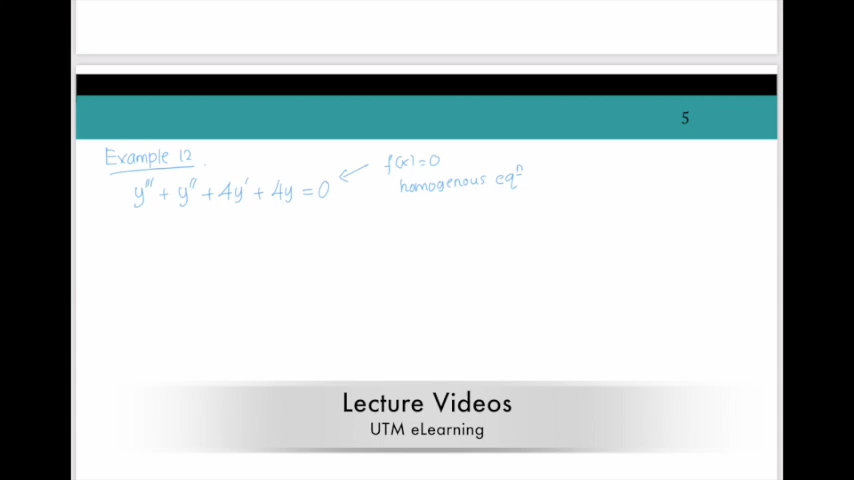 5
Example 12.
y''' + y'' + 4y' + 4y = 0
f(x) = 0
homogenous eqⁿ
Lecture Videos
UTM eLearning